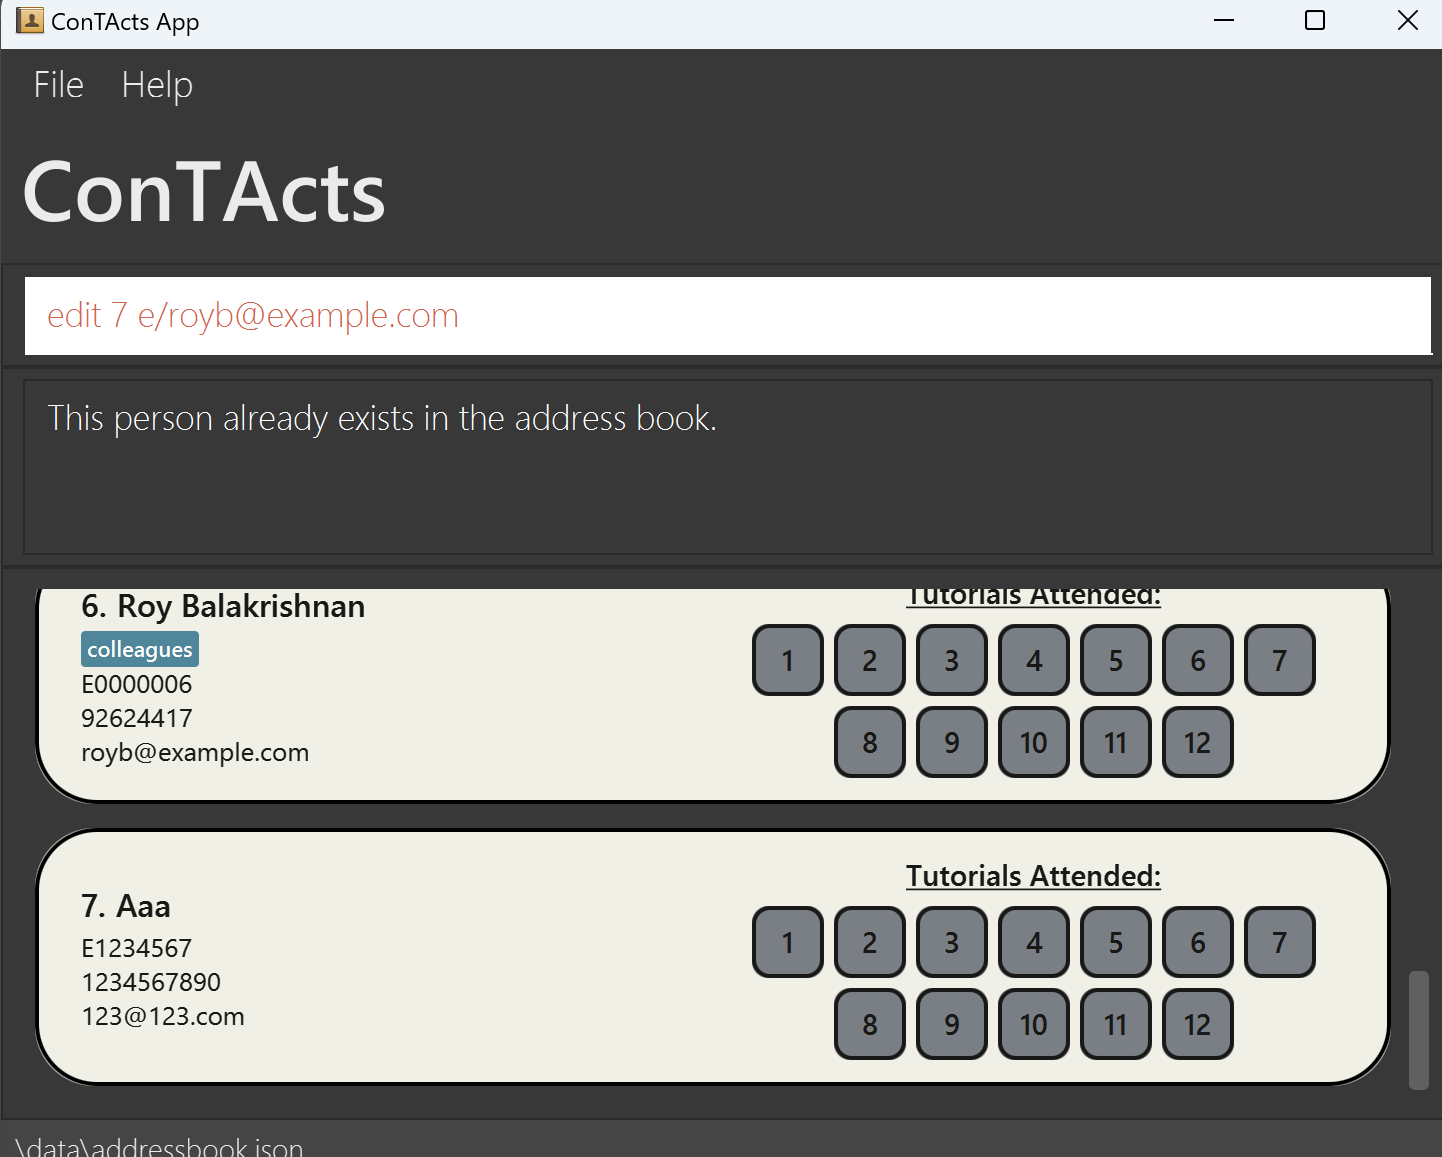 ConTActs App
File Help
ConTActs
edit 7 e/royb@example.com
This person already exists in the address book.
6. Roy Balakrishnan
colleagues
E0000006
92624417
royb@example.com
Tutorials Attended:
1 2 3 4 5 6 7
8 9 10 11 12
7. Aaa
E1234567
1234567890
123@123.com
Tutorials Attended:
1 2 3 4 5 6 7
8 9 10 11 12
\data\addressbook.json